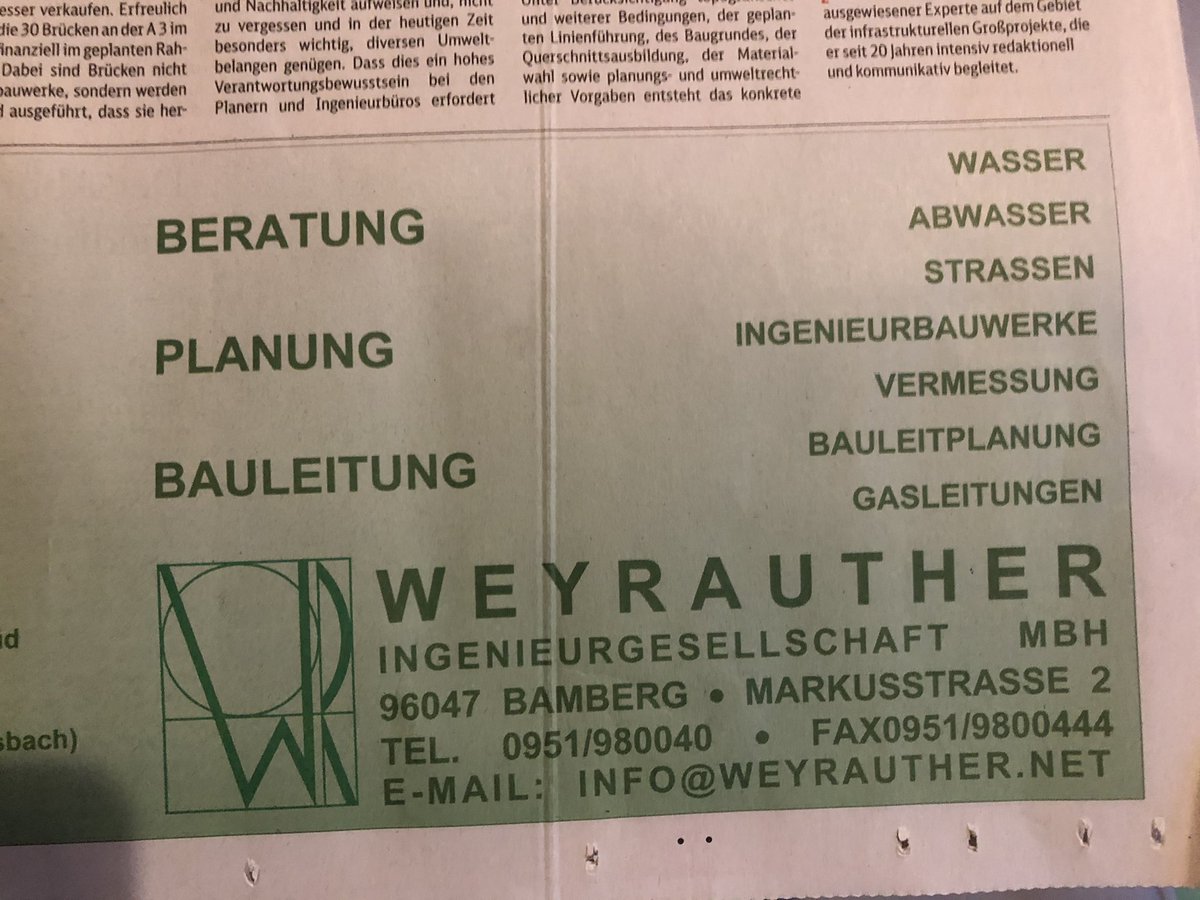 esser verkaufen. Erfreulich
die 30 Brücken an der A 3 im
finanziell im geplanten Rah-
Dabei sind Brücken nicht
bauwerke, sondern werden
d ausgeführt, dass sie her-
und Nachhaltigkeit aufweisen und, nicht
zu vergessen und in der heutigen Zeit
besonders wichtig, diversen Umwelt-
belangen genügen. Dass dies ein hohes
Verantwortungsbewusstsein bei den
Planern und Ingenieurbüros erfordert
und weiterer Bedingungen, der geplan-
ten Linienführung, des Baugrundes, der
Querschnittsausbildung, der Material-
wahl sowie planungs- und umweltrecht-
licher Vorgaben entsteht das konkrete
ausgewiesener Experte auf dem Gebiet
der infrastrukturellen Großprojekte, die
er seit 20 Jahren intensiv redaktionell
und kommunikativ begleitet.
BERATUNG
PLANUNG
BAULEITUNG
WASSER
ABWASSER
STRASSEN
INGENIEURBAUWERKE
VERMESSUNG
BAULEITPLANUNG
GASLEITUNGEN
WEYRAUTHER
INGENIEURGESELLSCHAFT MBH
96047 BAMBERG • MARKUSSTRASSE 2
TEL. 0951/980040 • FAX0951/9800444
E-MAIL: INFO@WEYRAUTHER.NET
sbach)